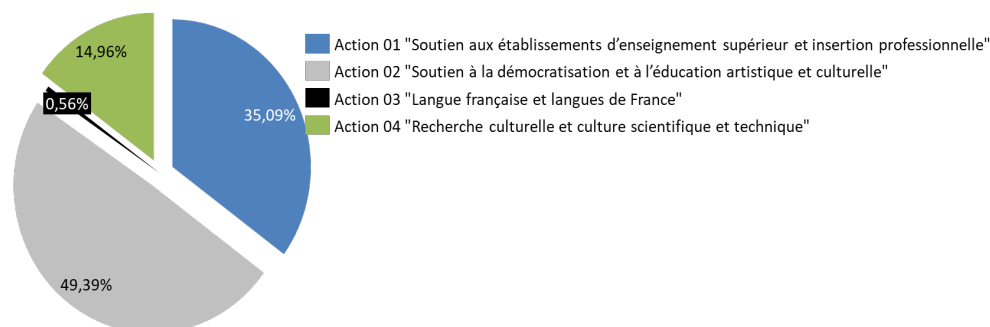 14,96%
0,56%
35,09%
49,39%
Action 01 "Soutien aux établissements d’enseignement supérieur et insertion professionnelle"
Action 02 "Soutien à la démocratisation et à l’éducation artistique et culturelle"
Action 03 "Langue française et langues de France"
Action 04 "Recherche culturelle et culture scientifique et technique"